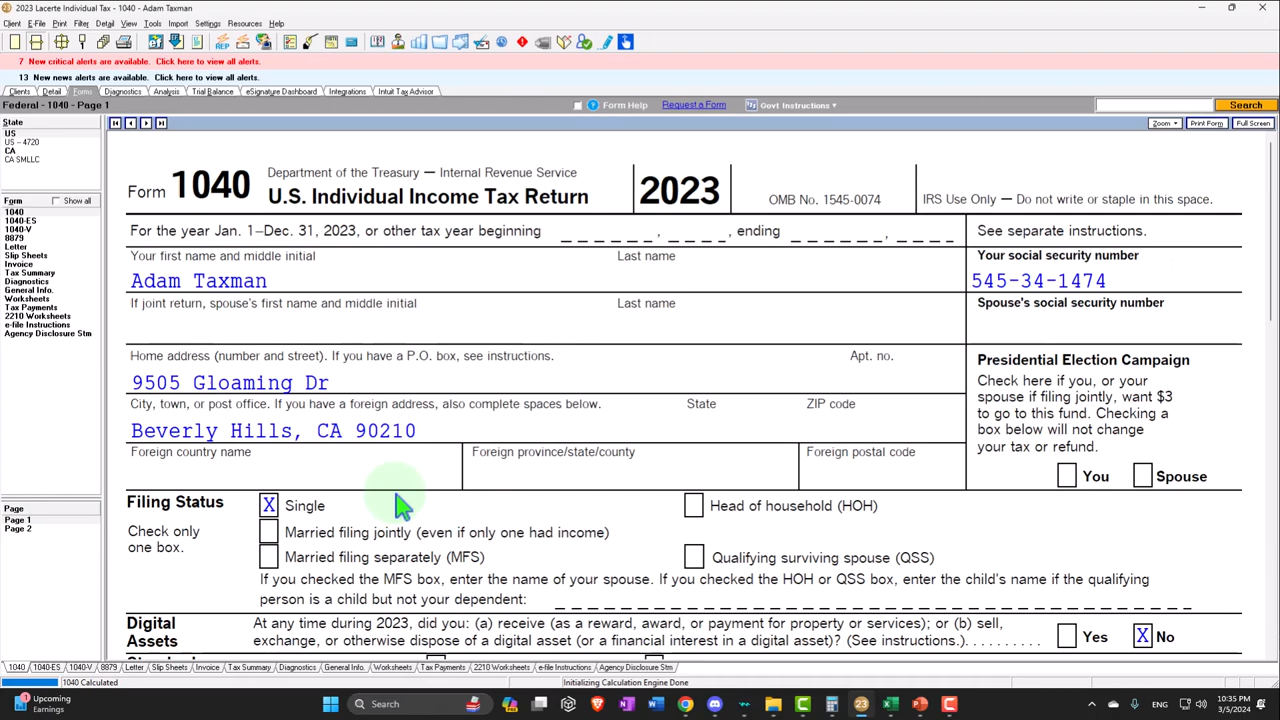 2023 Lacerte Individual Tax - 1040 - Adam Taxman
Client E-File Print Filter Detail View Tools Import Settings Resources Help
7 New critical alerts are available. Click here to view all alerts.
13 New news alerts are available. Click here to view all alerts.
Clients Detail Forms Diagnostics Analysis Trial Balance eSignature Dashboard Integrations Intuit Tax Advisor
Federal - 1040 - Page 1
Form Help Request a Form Govt Instructions Search
State
US
US - 4720
CA
CA SMLLC
Form Show all
1040
1040-ES
1040-V
8879
Letter
Slip Sheets
Invoice
Tax Summary
Diagnostics
General Info.
Worksheets
Tax Payments
2210 Worksheets
e-file Instructions
Agency Disclosure Stm
Page
Page 1
Page 2
Zoom Print Form Full Screen
Form 1040 Department of the Treasury — Internal Revenue Service
U.S. Individual Income Tax Return 2023 OMB No. 1545-0074 IRS Use Only — Do not write or staple in this space.
For the year Jan. 1–Dec. 31, 2023, or other tax year beginning , , ending , See separate instructions.
Your first name and middle initial Last name Your social security number
Adam Taxman 545-34-1474
If joint return, spouse's first name and middle initial Last name Spouse's social security number
Home address (number and street). If you have a P.O. box, see instructions. Apt. no.
9505 Gloaming Dr
City, town, or post office. If you have a foreign address, also complete spaces below. State ZIP code
Beverly Hills, CA 90210
Foreign country name Foreign province/state/county Foreign postal code
Presidential Election Campaign
Check here if you, or your
spouse if filing jointly, want $3
to go to this fund. Checking a
box below will not change
your tax or refund.
You Spouse
Filing Status X Single Head of household (HOH)
Check only
one box.
Married filing jointly (even if only one had income)
Married filing separately (MFS) Qualifying surviving spouse (QSS)
If you checked the MFS box, enter the name of your spouse. If you checked the HOH or QSS box, enter the child's name if the qualifying
person is a child but not your dependent:
Digital
Assets
At any time during 2023, did you: (a) receive (as a reward, award, or payment for property or services); or (b) sell,
exchange, or otherwise dispose of a digital asset (or a financial interest in a digital asset)? (See instructions.) Yes X No
1040 1040-ES 1040-V 8879 Letter Slip Sheets Invoice Tax Summary Diagnostics General Info. Worksheets Tax Payments 2210 Worksheets e-file Instructions Agency Disclosure Stm
1040 Calculated Initializing Calculation Engine Done
Upcoming
Earnings
Search
10:35 PM
3/5/2024